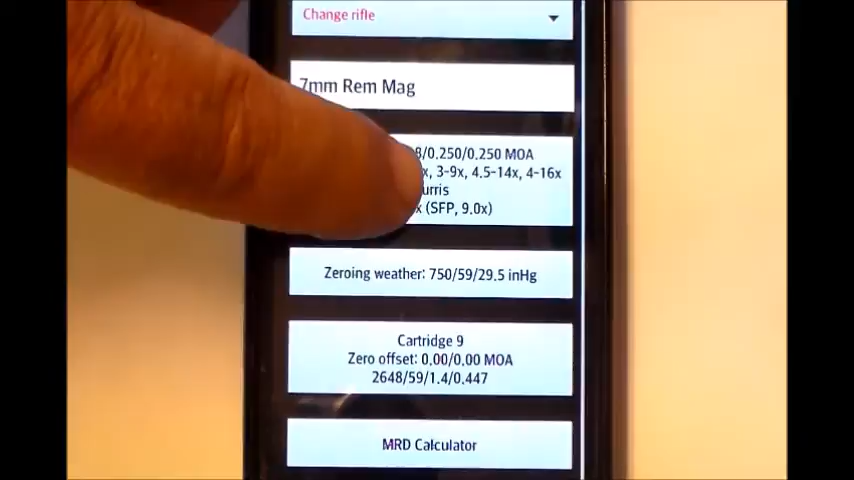 Change rifle
7mm Rem Mag
/0.250/0.250 MOA
3-9x, 4.5-14x, 4-16x
(SFP, 9.0x)
Zeroing weather: 750/59/29.5 inHg
Cartridge 9
Zero offset: 0.00/0.00 MOA
2648/59/1.4/0.447
MRD Calculator